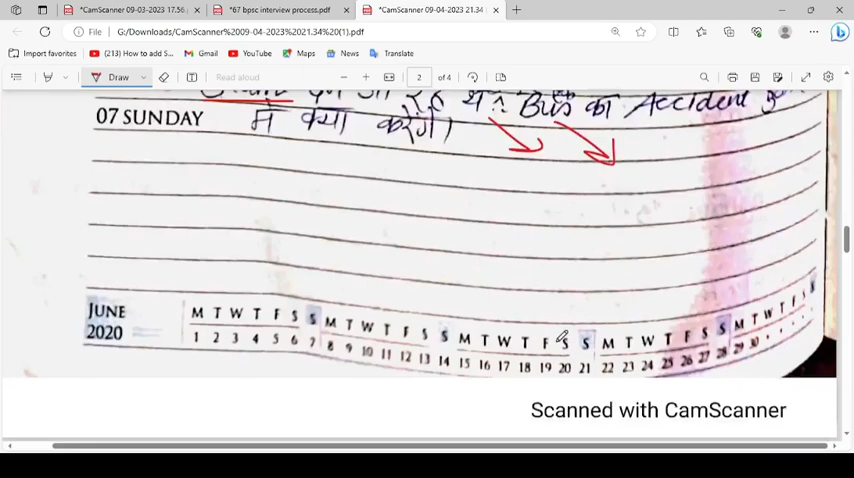 *CamScanner 09-03-2023 17.56.p
*67 bpsc interview process.pdf
*CamScanner 09-04-2023 21.34
File
G:/Downloads/CamScanner%2009-04-2023%2021.34%20(1).pdf
Import favorites
(213) How to add S...
Gmail
YouTube
Maps
News
Translate
Draw
Read aloud
2
of 4
Bus का Accident
07 SUNDAY में क्या करेंगे।
JUNE
2020
M T W T F S S M T W T F S S M T W T F S S M T W T F S S M T W T F S S
1 2 3 4 5 6 7 8 9 10 11 12 13 14 15 16 17 18 19 20 21 22 23 24 25 26 27 28 29 30
Scanned with CamScanner